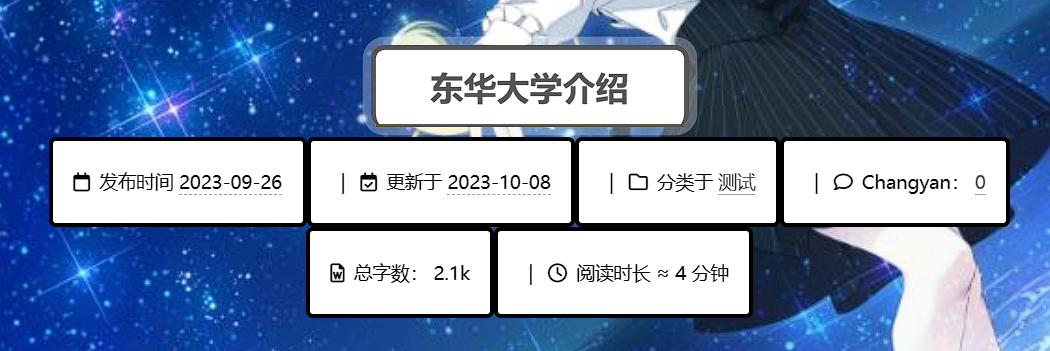 东华大学介绍
发布时间 2023-09-26 | 更新于 2023-10-08 | 分类于 测试 | Changyan： 0
总字数： 2.1k | 阅读时长 ≈ 4 分钟